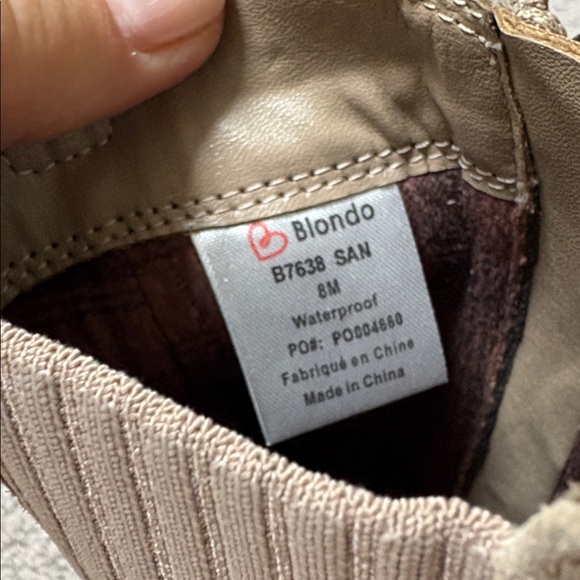 Blondo
B7638 SAN
8M
Waterproof
PO#: PO004660
Fabriqué en Chine
Made in China